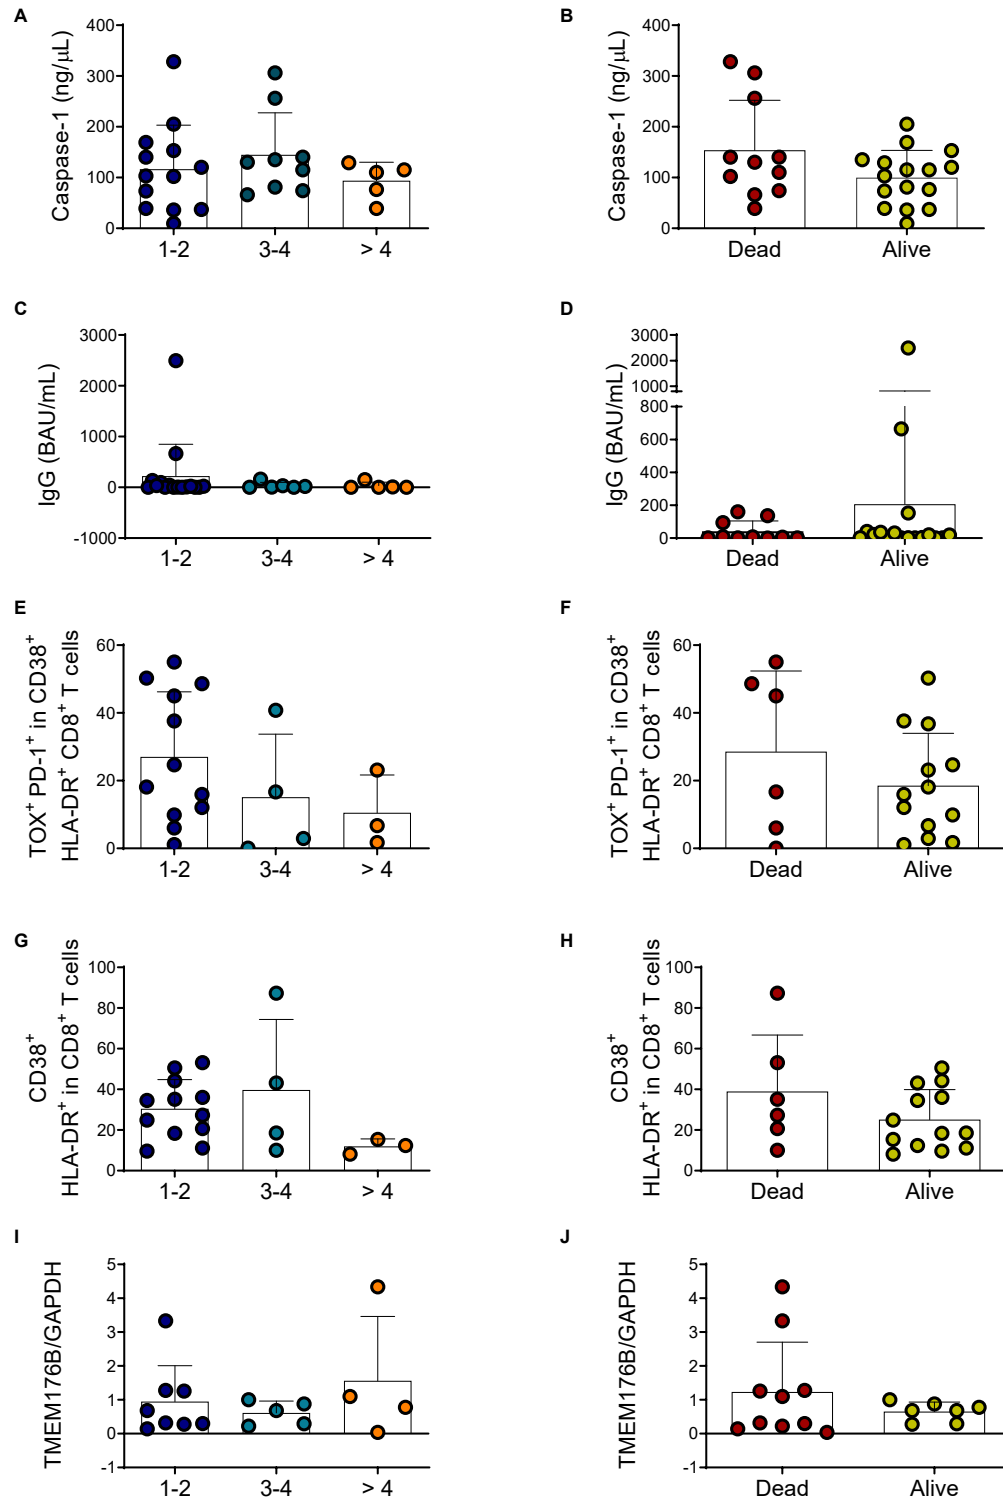 A
Caspase-1 (ng/μL)
400
300
200
100
0
1-2
3-4
> 4
B
Caspase-1 (ng/μL)
400
300
200
100
0
Dead
Alive
C
IgG (BAU/mL)
3000
2000
1000
0
-1000
1-2
3-4
> 4
D
IgG (BAU/mL)
3000
2000
1000
800
600
400
200
0
Dead
Alive
E
TOX⁺ PD-1⁺ in CD38⁺
HLA-DR⁺ CD8⁺ T cells
60
40
20
0
1-2
3-4
> 4
F
TOX⁺ PD-1⁺ in CD38⁺
HLA-DR⁺ CD8⁺ T cells
60
40
20
0
Dead
Alive
G
CD38⁺
HLA-DR⁺ in CD8⁺ T cells
100
80
60
40
20
0
1-2
3-4
> 4
H
CD38⁺
HLA-DR⁺ in CD8⁺ T cells
100
80
60
40
20
0
Dead
Alive
I
TMEM176B/GAPDH
5
4
3
2
1
0
-1
1-2
3-4
> 4
J
TMEM176B/GAPDH
5
4
3
2
1
0
-1
Dead
Alive